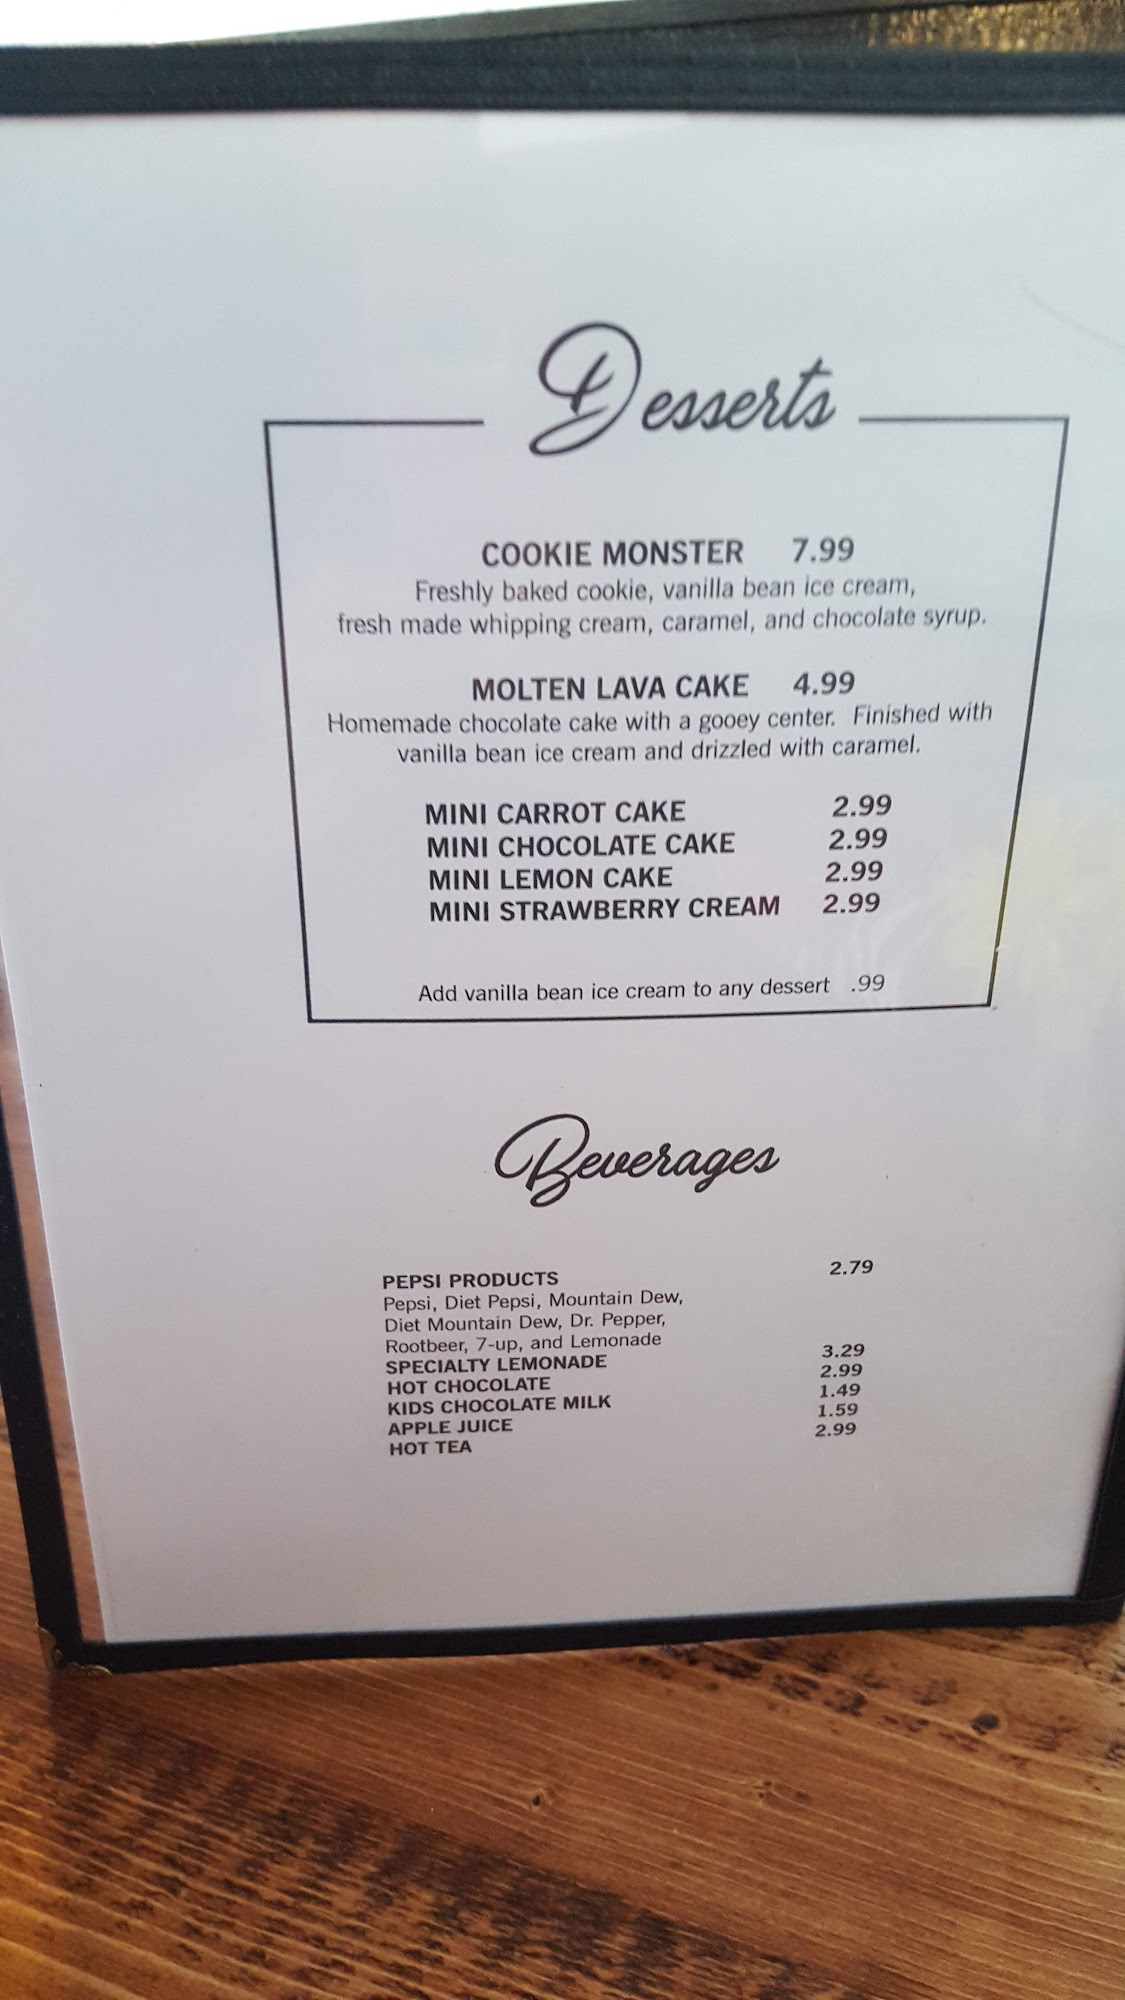 Desserts
COOKIE MONSTER 7.99
Freshly baked cookie, vanilla bean ice cream,
fresh made whipping cream, caramel, and chocolate syrup.
MOLTEN LAVA CAKE 4.99
Homemade chocolate cake with a gooey center. Finished with
vanilla bean ice cream and drizzled with caramel.
MINI CARROT CAKE 2.99
MINI CHOCOLATE CAKE 2.99
MINI LEMON CAKE 2.99
MINI STRAWBERRY CREAM 2.99
Add vanilla bean ice cream to any dessert .99
Beverages
PEPSI PRODUCTS 2.79
Pepsi, Diet Pepsi, Mountain Dew,
Diet Mountain Dew, Dr. Pepper,
Rootbeer, 7-up, and Lemonade
SPECIALTY LEMONADE 3.29
HOT CHOCOLATE 2.99
KIDS CHOCOLATE MILK 1.49
APPLE JUICE 1.59
HOT TEA 2.99